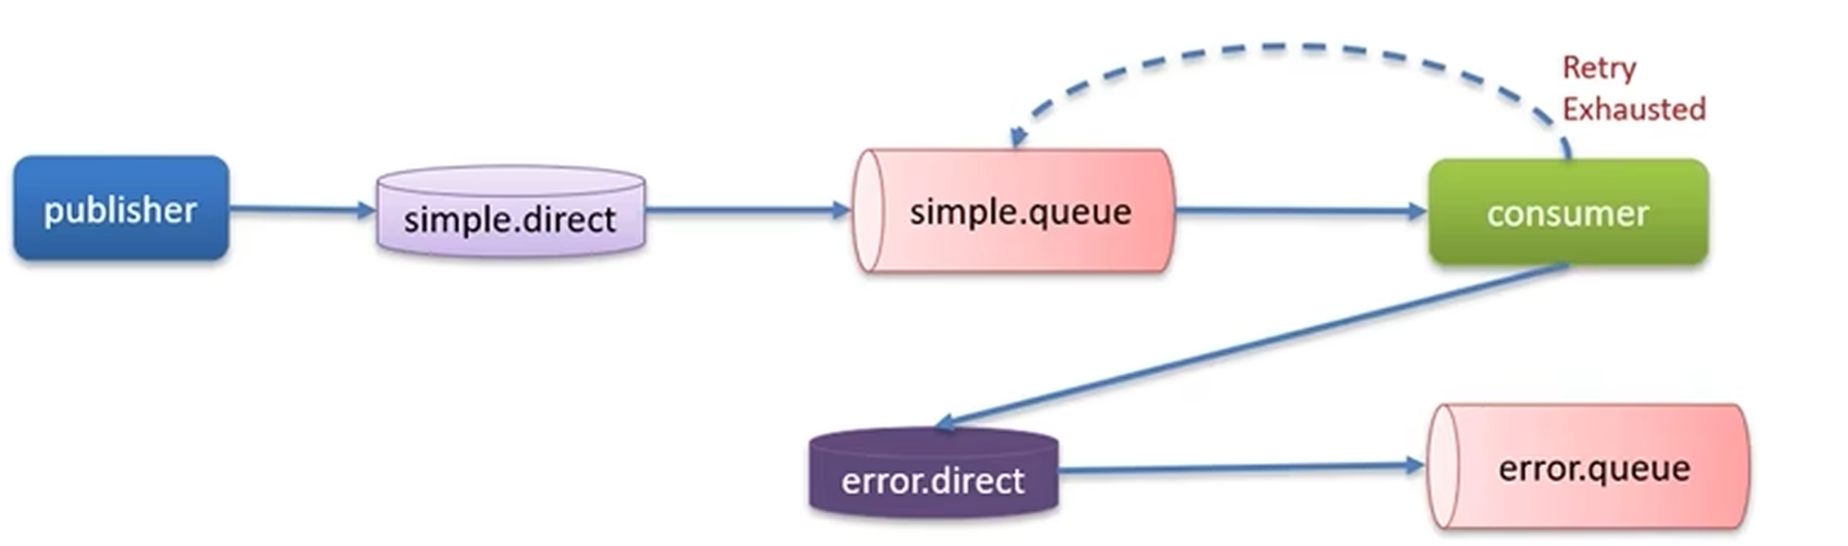 Retry
Exhausted
publisher
simple.direct
simple.queue
consumer
error.direct
error.queue